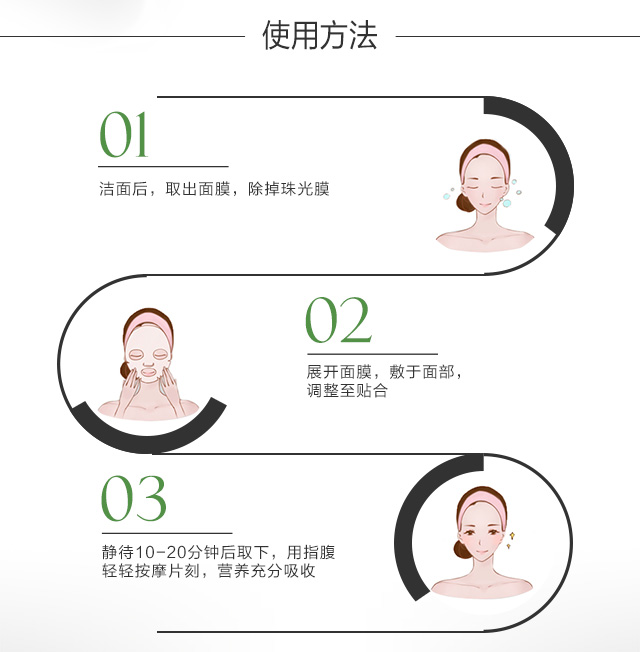 使用方法
01
洁面后，取出面膜，除掉珠光膜
02
展开面膜，敷于面部，
调整至贴合
03
静待10-20分钟后取下，用指腹
轻轻按摩片刻，营养充分吸收